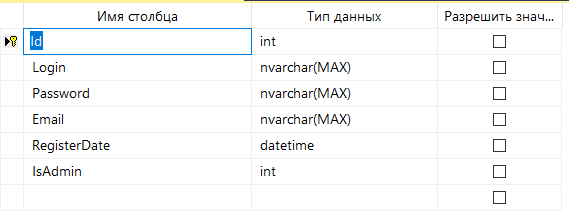 Имя столбца Тип данных Разрешить знач...
Id int
Login nvarchar(MAX)
Password nvarchar(MAX)
Email nvarchar(MAX)
RegisterDate datetime
IsAdmin int